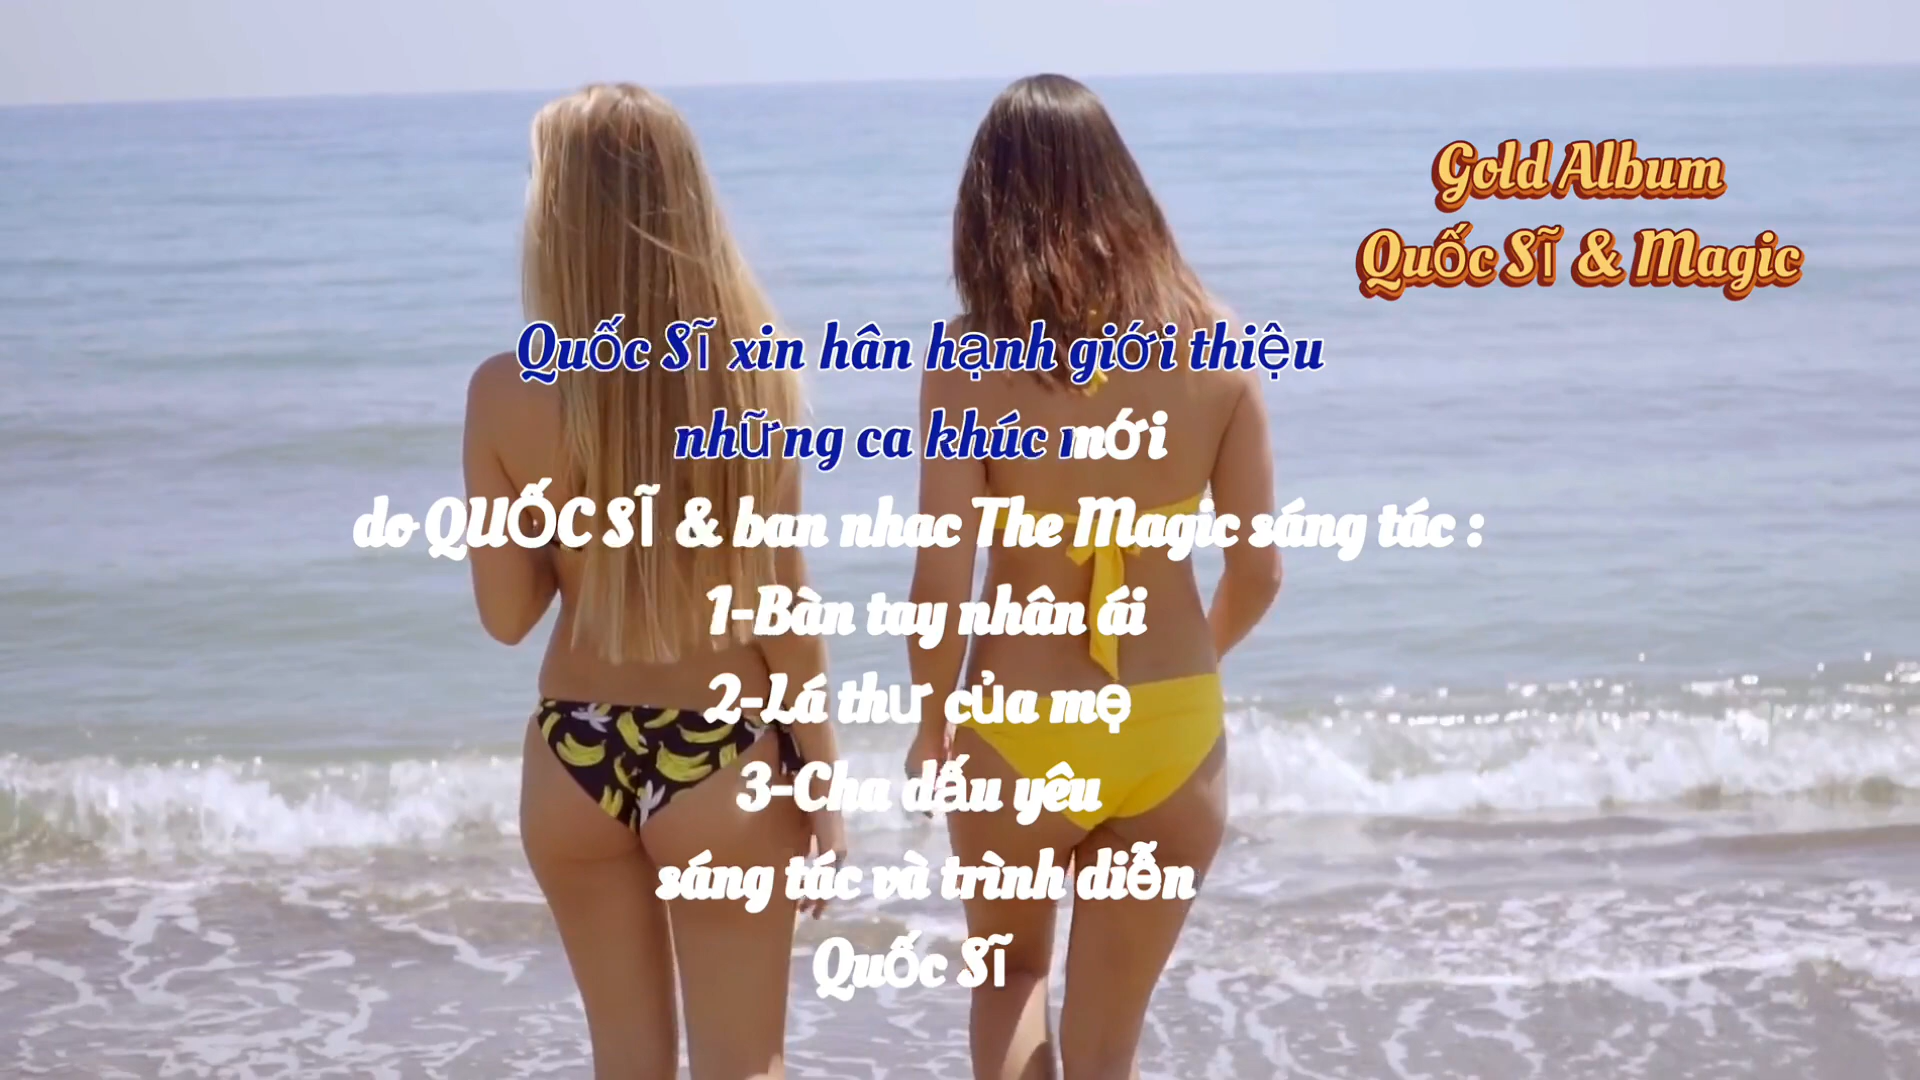 Gold Album
Quốc Sĩ & Magic
Quốc Sĩ xin hân hạnh giới thiệu
những ca khúc mới
do QUỐC SĨ & ban nhac The Magic sáng tác :
1-Bàn tay nhân ái
2-Lá thư của mẹ
3-Cha dấu yêu
sáng tác và trình diễn
Quốc Sĩ